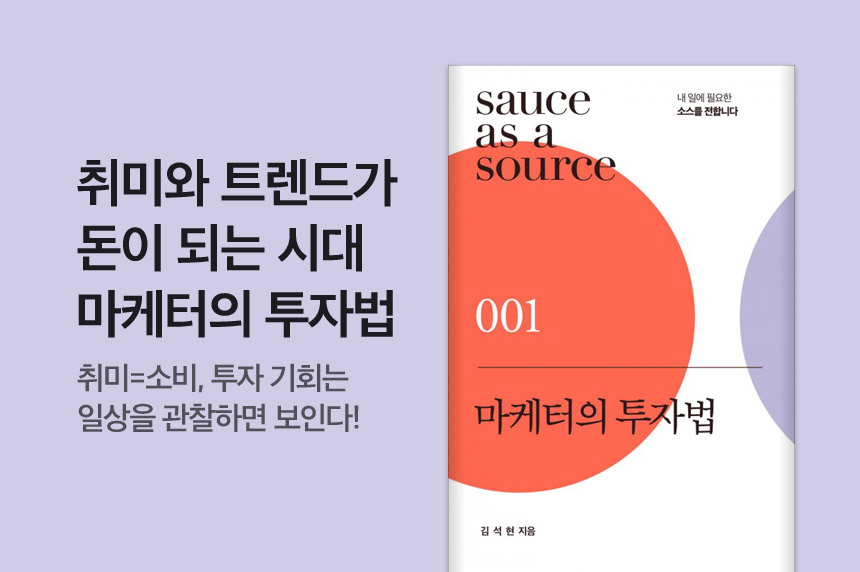 취미와 트렌드가
돈이 되는 시대
마케터의 투자법
취미=소비, 투자 기회는
일상을 관찰하면 보인다!
sauce
as a
source
내 일에 필요한
소스를 전합니다
001
마케터의 투자법
김석현 지음